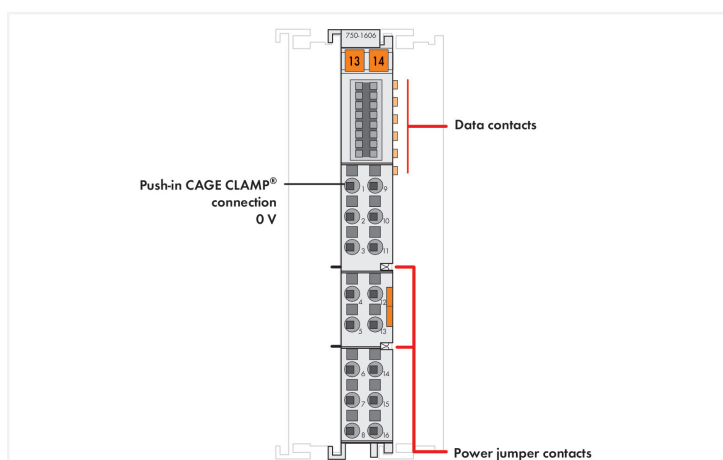 750-1606
13 14
Data contacts
Push-in CAGE CLAMP®
connection
0 V
1 9
2 10
3 11
4 12
5 13
6 14
7 15
8 16
Power jumper contacts